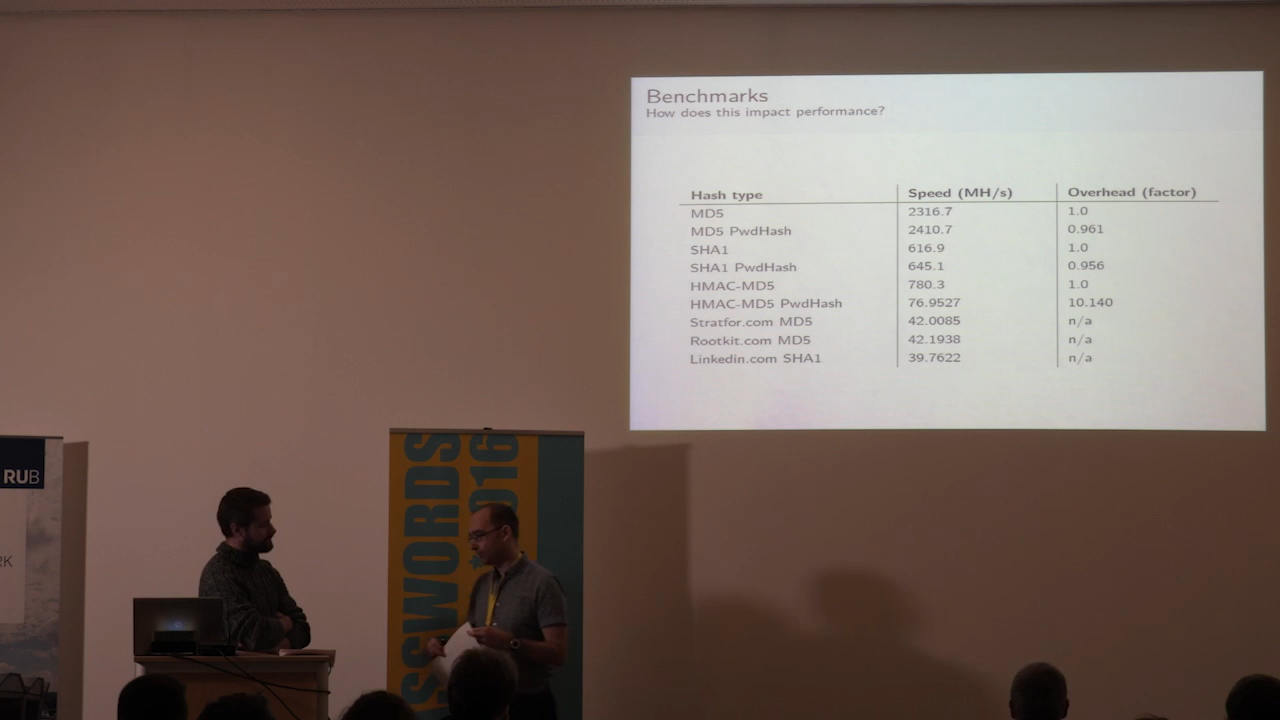 Benchmarks
How does this impact performance?
Hash type Speed (MH/s) Overhead (factor)
MD5 2316.7 1.0
MD5 PwdHash 2410.7 0.961
SHA1 616.9 1.0
SHA1 PwdHash 645.1 0.956
HMAC-MD5 780.3 1.0
HMAC-MD5 PwdHash 76.9527 10.140
Stratfor.com MD5 42.0085 n/a
Rootkit.com MD5 42.1938 n/a
Linkedin.com SHA1 39.7622 n/a
RUB
RK
SSWORDS
016